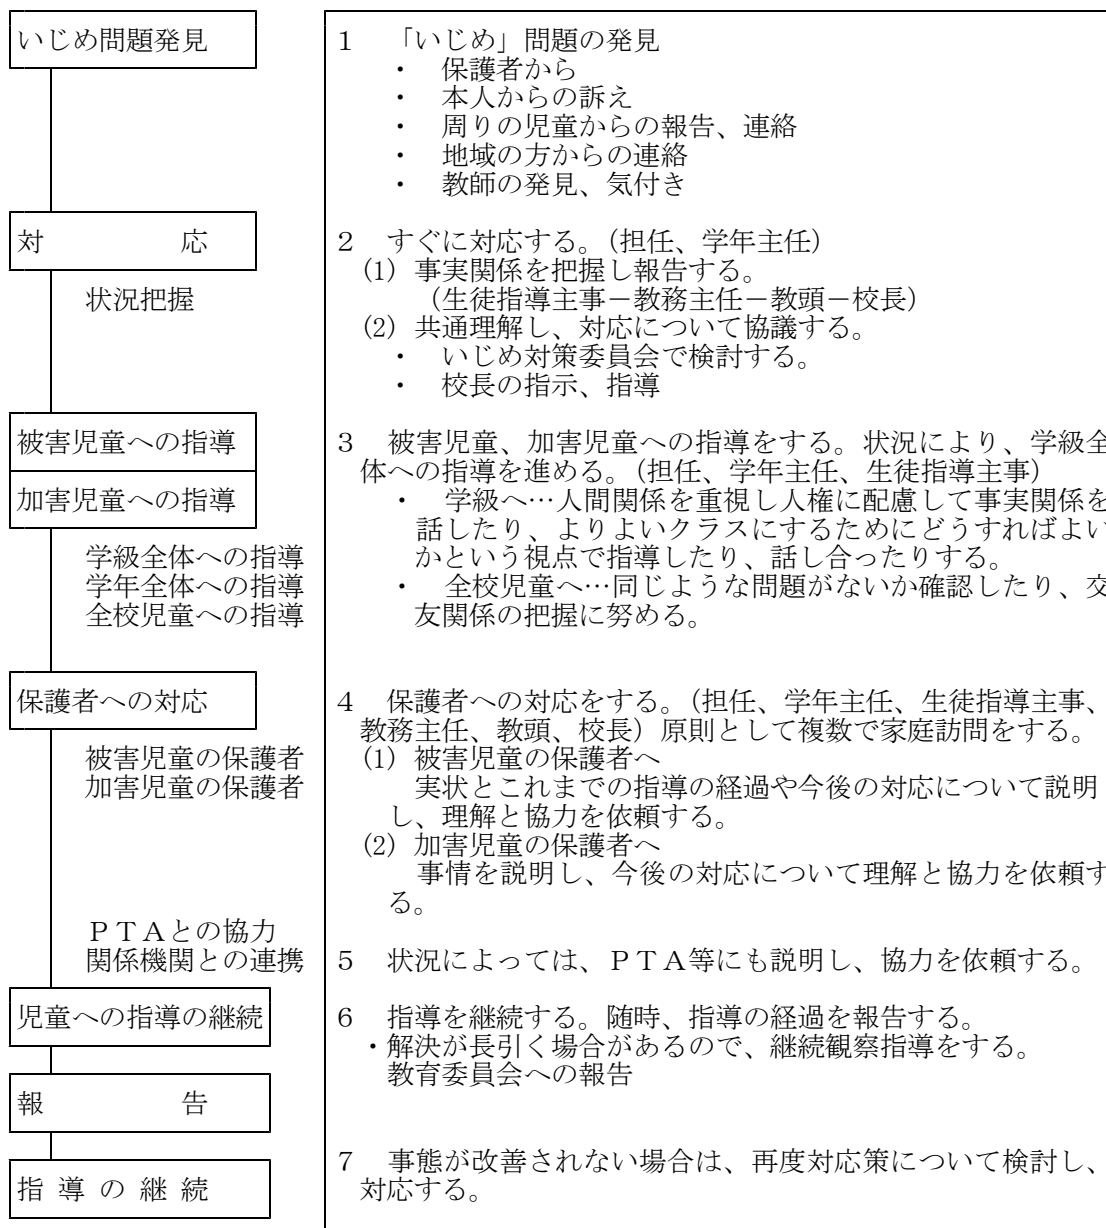 いじめ問題発見
対　　　　　応
状況把握
被害児童への指導
加害児童への指導
学級全体への指導
学年全体への指導
全校児童への指導
保護者への対応
被害児童の保護者
加害児童の保護者
ＰＴＡとの協力
関係機関との連携
児童への指導の継続
報　　　　　告
指 導 の 継 続
１　「いじめ」問題の発見
・　保護者から
・　本人からの訴え
・　周りの児童からの報告、連絡
・　地域の方からの連絡
・　教師の発見、気付き
２　すぐに対応する。（担任、学年主任）
(1) 事実関係を把握し報告する。
（生徒指導主事－教務主任－教頭－校長）
(2) 共通理解し、対応について協議する。
・　いじめ対策委員会で検討する。
・　校長の指示、指導
３　被害児童、加害児童への指導をする。状況により、学級全
体への指導を進める。（担任、学年主任、生徒指導主事）
・　学級へ…人間関係を重視し人権に配慮して事実関係を
話したり、よりよいクラスにするためにどうすればよい
かという視点で指導したり、話し合ったりする。
・　全校児童へ…同じような問題がないか確認したり、交
友関係の把握に努める。
４　保護者への対応をする。（担任、学年主任、生徒指導主事、
教務主任、教頭、校長）原則として複数で家庭訪問をする。
(1) 被害児童の保護者へ
実状とこれまでの指導の経過や今後の対応について説明
し、理解と協力を依頼する。
(2) 加害児童の保護者へ
事情を説明し、今後の対応について理解と協力を依頼す
る。
５　状況によっては、ＰＴＡ等にも説明し、協力を依頼する。
６　指導を継続する。随時、指導の経過を報告する。
・解決が長引く場合があるので、継続観察指導をする。
教育委員会への報告
７　事態が改善されない場合は、再度対応策について検討し、
対応する。